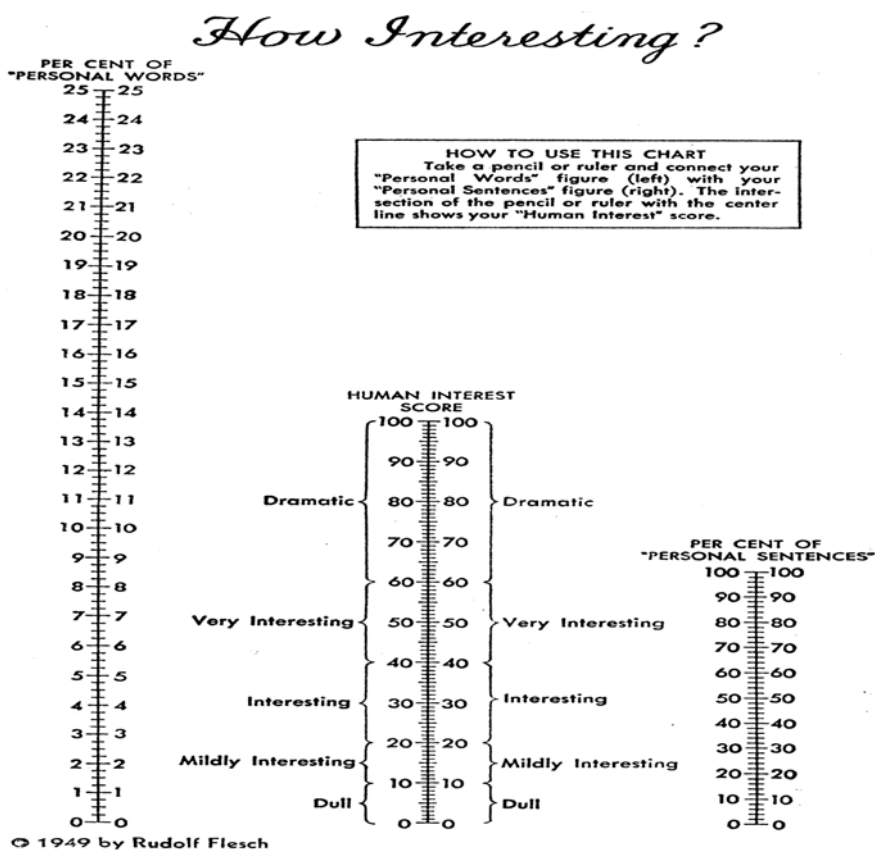 How Interesting?
PER CENT OF
"PERSONAL WORDS"
25 25
24 24
23 23
22 22
21 21
20 20
19 19
18 18
17 17
16 16
15 15
14 14
13 13
12 12
11 11
10 10
9 9
8 8
7 7
6 6
5 5
4 4
3 3
2 2
1 1
0 0
HOW TO USE THIS CHART
Take a pencil or ruler and connect your
"Personal Words" figure (left) with your
"Personal Sentences" figure (right). The inter-
section of the pencil or ruler with the center
line shows your "Human Interest" score.
HUMAN INTEREST
SCORE
100 100
90 90
Dramatic 80 80 Dramatic
70 70
60 60
Very Interesting 50 50 Very Interesting
40 40
Interesting 30 30 Interesting
20 20
Mildly Interesting Mildly Interesting
10 10
Dull Dull
0 0
PER CENT OF
"PERSONAL SENTENCES"
100 100
90 90
80 80
70 70
60 60
50 50
40 40
30 30
20 20
10 10
0 0
© 1949 by Rudolf Flesch